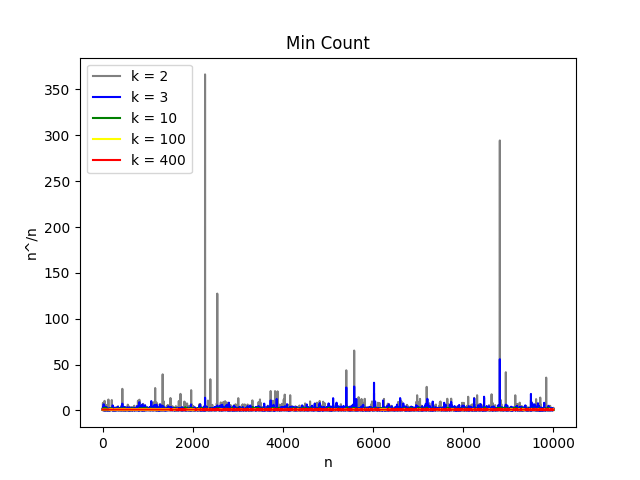 Min Count
k = 2
k = 3
k = 10
k = 100
k = 400
350
300
250
200
150
100
50
0
n^/n
0 2000 4000 6000 8000 10000
n